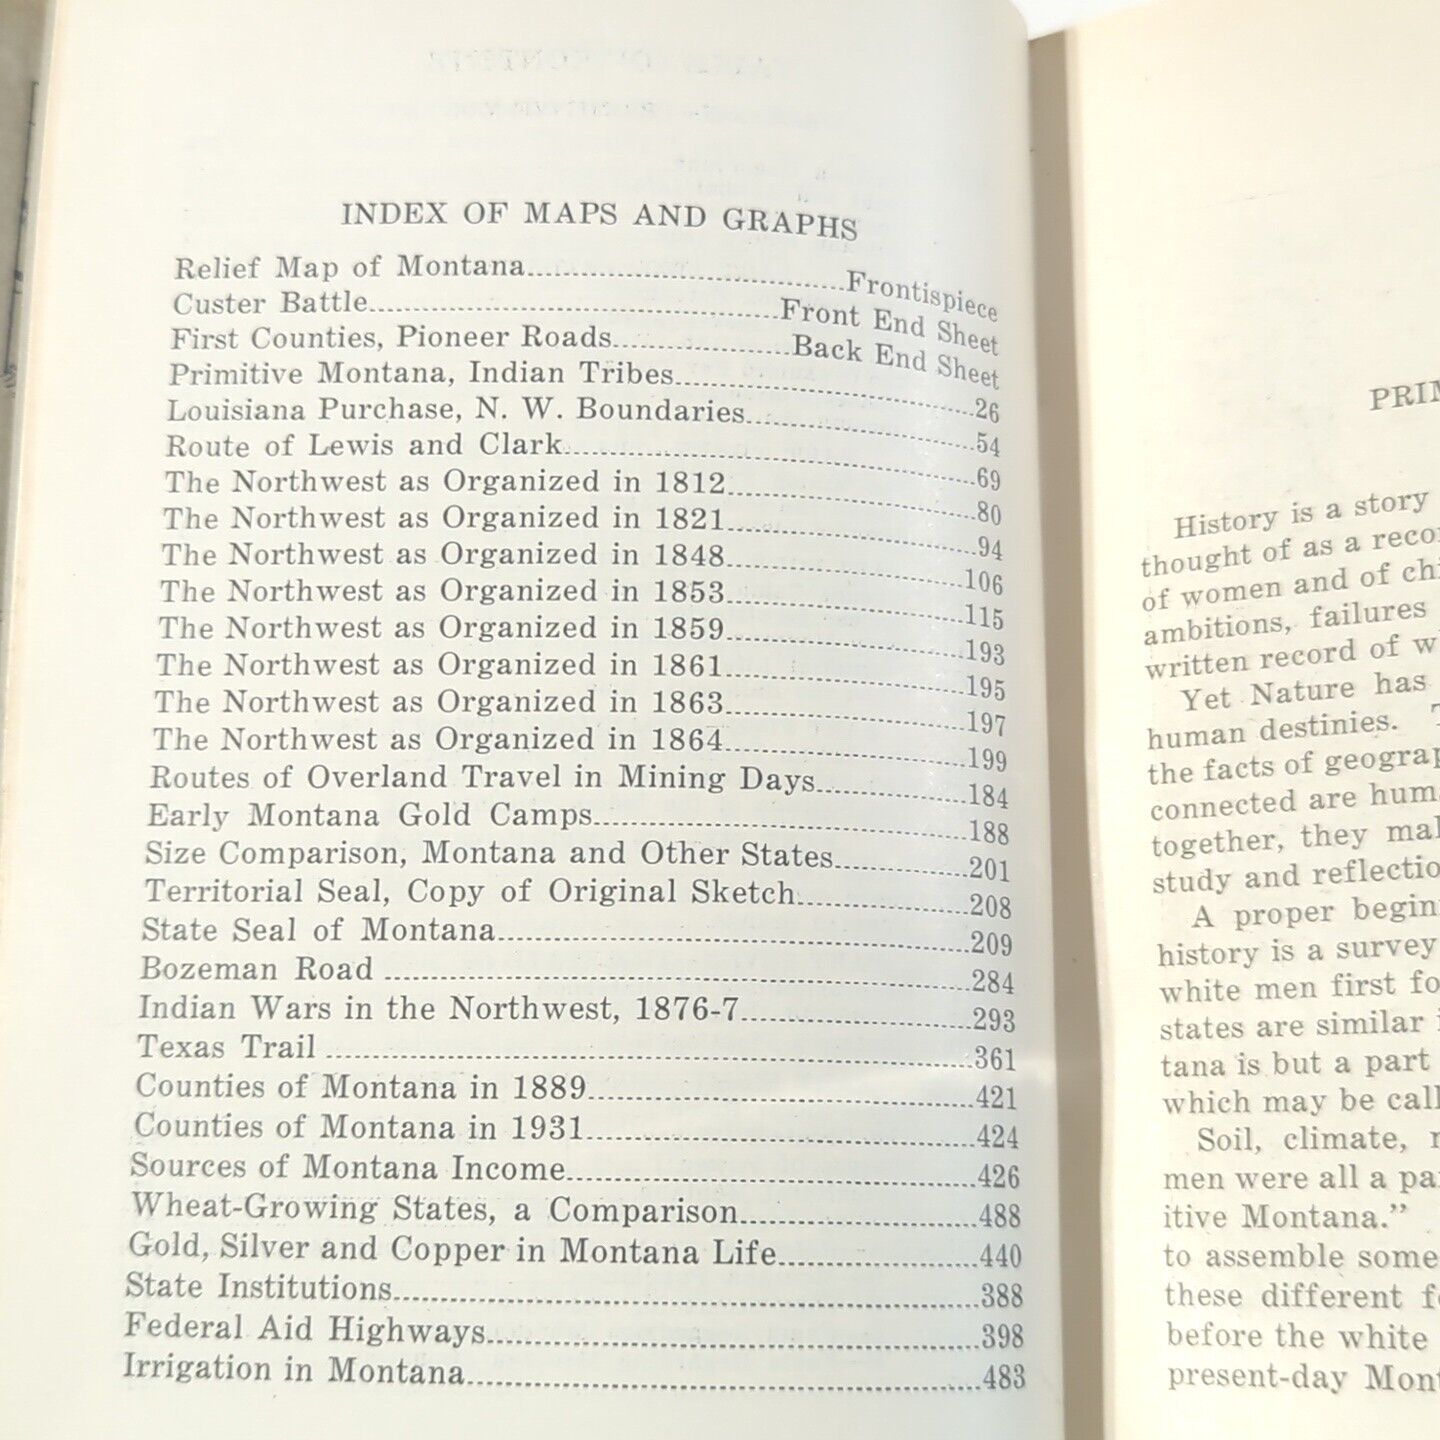 INDEX OF MAPS AND GRAPHS
Relief Map of Montana Frontispiece
Custer Battle Front End Sheet
First Counties, Pioneer Roads Back End Sheet
Primitive Montana, Indian Tribes 26
Louisiana Purchase, N. W. Boundaries 54
Route of Lewis and Clark 69
The Northwest as Organized in 1812 80
The Northwest as Organized in 1821 94
The Northwest as Organized in 1848 106
The Northwest as Organized in 1853 115
The Northwest as Organized in 1859 193
The Northwest as Organized in 1861 195
The Northwest as Organized in 1863 197
The Northwest as Organized in 1864 199
Routes of Overland Travel in Mining Days 184
Early Montana Gold Camps 188
Size Comparison, Montana and Other States 201
Territorial Seal, Copy of Original Sketch 208
State Seal of Montana 209
Bozeman Road 284
Indian Wars in the Northwest, 1876-7 293
Texas Trail 361
Counties of Montana in 1889 421
Counties of Montana in 1931 424
Sources of Montana Income 426
Wheat-Growing States, a Comparison 488
Gold, Silver and Copper in Montana Life 440
State Institutions 388
Federal Aid Highways 398
Irrigation in Montana 483
PRIM
History is a story
thought of as a reco
of women and of chi
ambitions, failures
written record of w
Yet Nature has
human destinies. T
the facts of geograp
connected are huma
together, they mak
study and reflectio
A proper begin
history is a survey
white men first fo
states are similar i
tana is but a part
which may be call
Soil, climate,
men were all a pa
itive Montana."
to assemble some
these different f
before the white
present-day Mont